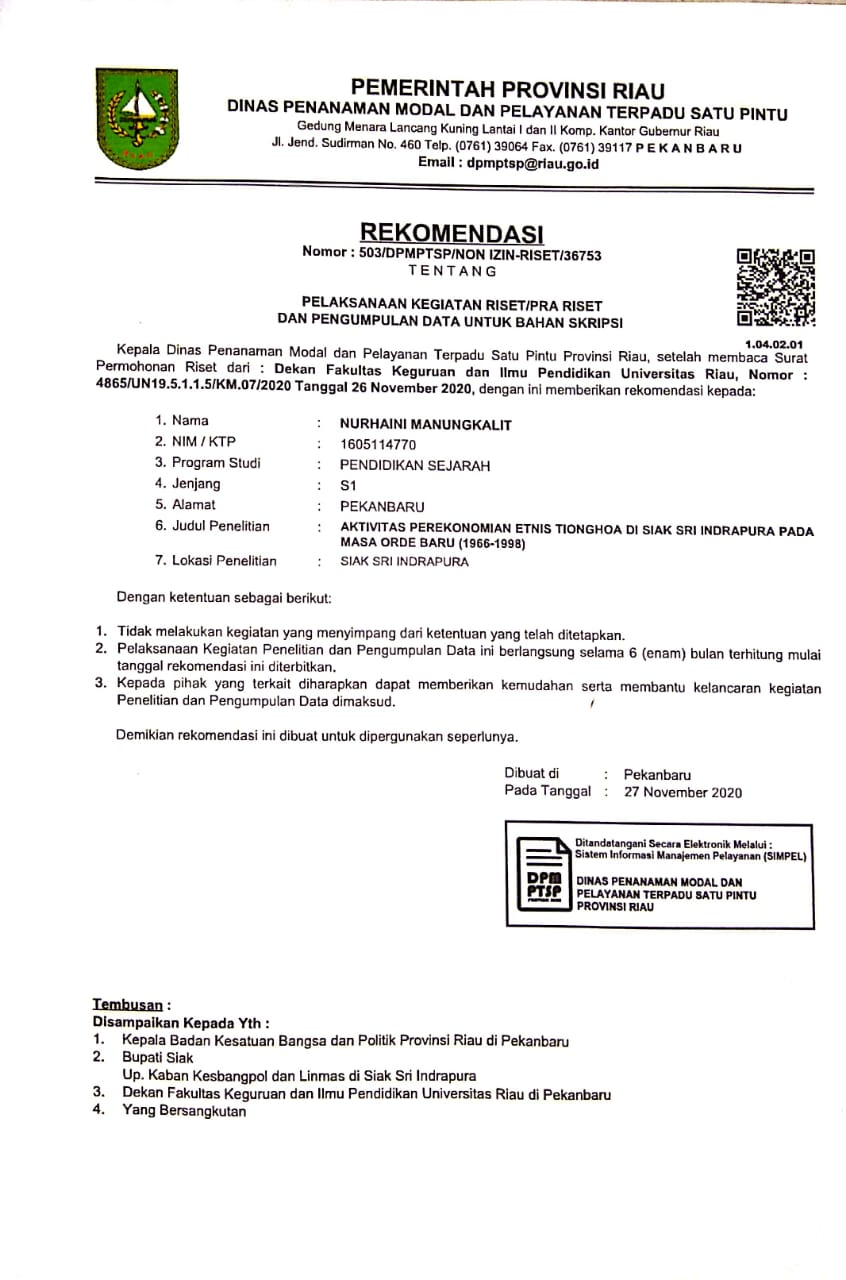 PEMERINTAH PROVINSI RIAU
DINAS PENANAMAN MODAL DAN PELAYANAN TERPADU SATU PINTU
Gedung Menara Lancang Kuning Lantai I dan II Komp. Kantor Gubernur Riau
Jl. Jend. Sudirman No. 460 Telp. (0761) 39064 Fax. (0761) 39117 P E K A N B A R U
Email : dpmptsp@riau.go.id
RIAU
REKOMENDASI
Nomor : 503/DPMPTSP/NON IZIN-RISET/36753
T E N T A N G
PELAKSANAAN KEGIATAN RISET/PRA RISET
DAN PENGUMPULAN DATA UNTUK BAHAN SKRIPSI
1.04.02.01
Kepala Dinas Penanaman Modal dan Pelayanan Terpadu Satu Pintu Provinsi Riau, setelah membaca Surat
Permohonan Riset dari : Dekan Fakultas Keguruan dan Ilmu Pendidikan Universitas Riau, Nomor :
4865/UN19.5.1.1.5/KM.07/2020 Tanggal 26 November 2020, dengan ini memberikan rekomendasi kepada:
1. Nama : NURHAINI MANUNGKALIT
2. NIM / KTP : 1605114770
3. Program Studi : PENDIDIKAN SEJARAH
4. Jenjang : S1
5. Alamat : PEKANBARU
6. Judul Penelitian : AKTIVITAS PEREKONOMIAN ETNIS TIONGHOA DI SIAK SRI INDRAPURA PADA
MASA ORDE BARU (1966-1998)
7. Lokasi Penelitian : SIAK SRI INDRAPURA
Dengan ketentuan sebagai berikut:
1. Tidak melakukan kegiatan yang menyimpang dari ketentuan yang telah ditetapkan.
2. Pelaksanaan Kegiatan Penelitian dan Pengumpulan Data ini berlangsung selama 6 (enam) bulan terhitung mulai
tanggal rekomendasi ini diterbitkan.
3. Kepada pihak yang terkait diharapkan dapat memberikan kemudahan serta membantu kelancaran kegiatan
Penelitian dan Pengumpulan Data dimaksud.
Demikian rekomendasi ini dibuat untuk dipergunakan seperlunya.
Dibuat di : Pekanbaru
Pada Tanggal : 27 November 2020
Ditandatangani Secara Elektronik Melalui :
Sistem Informasi Manajemen Pelayanan (SIMPEL)
DPM
PTSP
DINAS PENANAMAN MODAL DAN
PELAYANAN TERPADU SATU PINTU
PROVINSI RIAU
Tembusan :
Disampaikan Kepada Yth :
1. Kepala Badan Kesatuan Bangsa dan Politik Provinsi Riau di Pekanbaru
2. Bupati Siak
Up. Kaban Kesbangpol dan Linmas di Siak Sri Indrapura
3. Dekan Fakultas Keguruan dan Ilmu Pendidikan Universitas Riau di Pekanbaru
4. Yang Bersangkutan